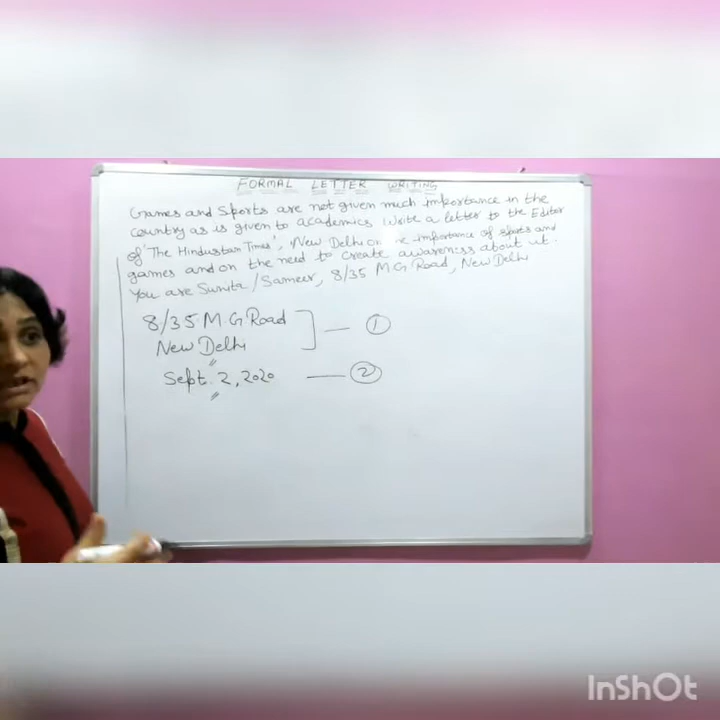 FORMAL LETTER WRITING
Games and Sports are not given much importance in the
country as is given to academics Write a letter to the Editor
of 'The Hindustan Times', New Delhi on importance of sports and
games and on the need to create awareness about it.
You are Sunita/Sameer, 8/35 M G Road, New Delhi
8/35 M. G Road
New Delhi
1
Sept. 2, 2020
2
InShOt